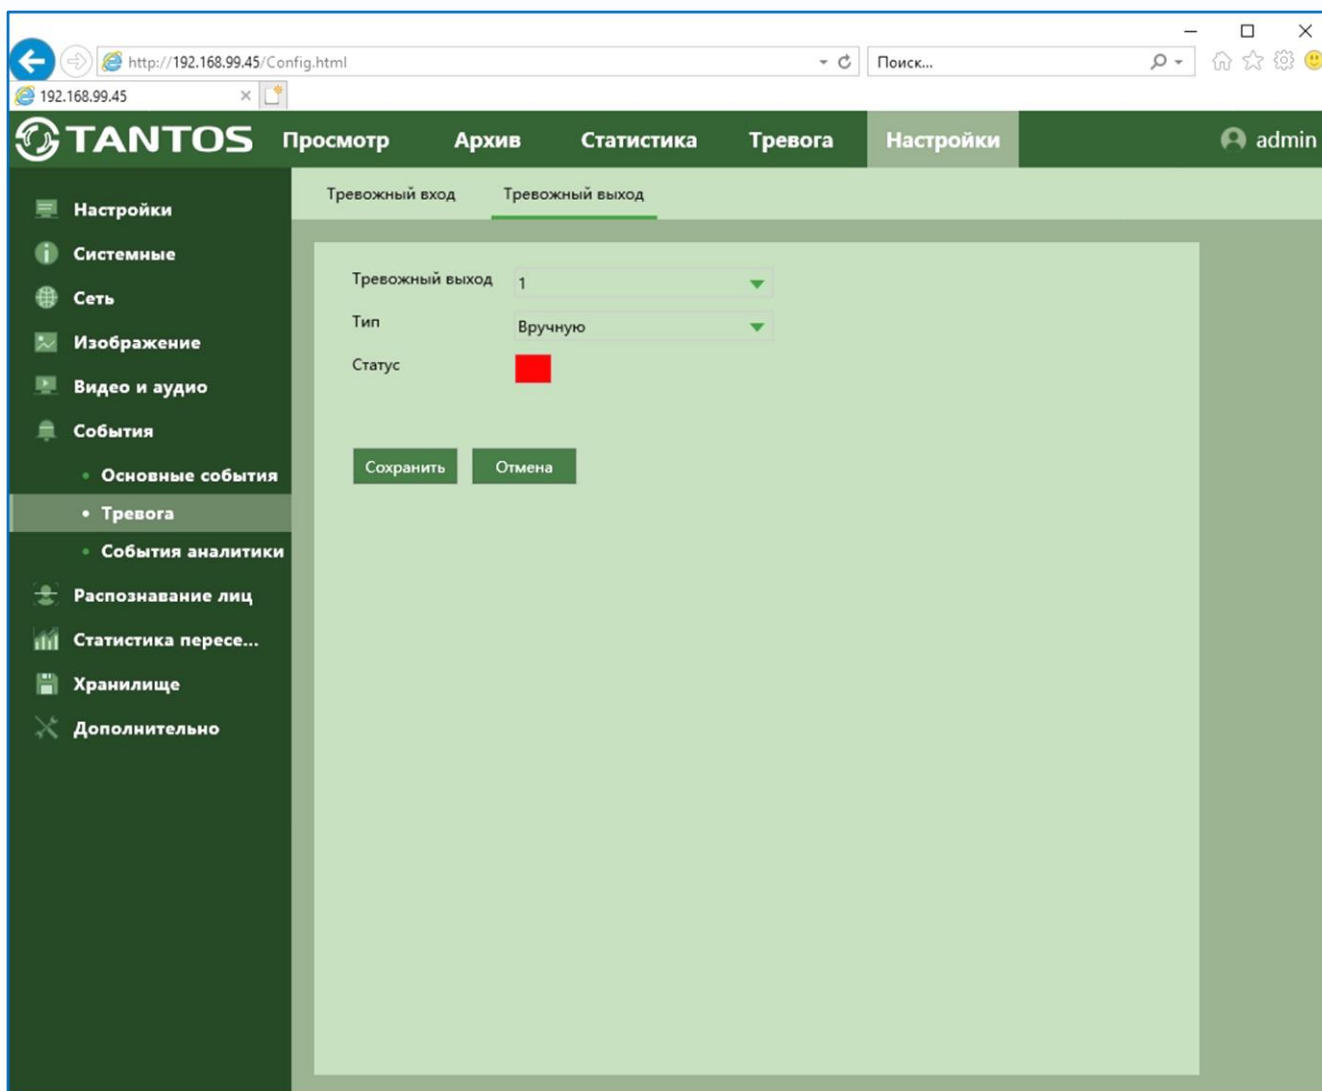 http://192.168.99.45/Config.html
Поиск...
192.168.99.45
TANTOS Просмотр Архив Статистика Тревога Настройки admin
Тревожный вход Тревожный выход
Настройки
Системные
Сеть
Изображение
Видео и аудио
События
Основные события
Тревога
События аналитики
Распознавание лиц
Статистика пересе...
Хранилище
Дополнительно
Тревожный выход 1
Тип Вручную
Статус
Сохранить Отмена